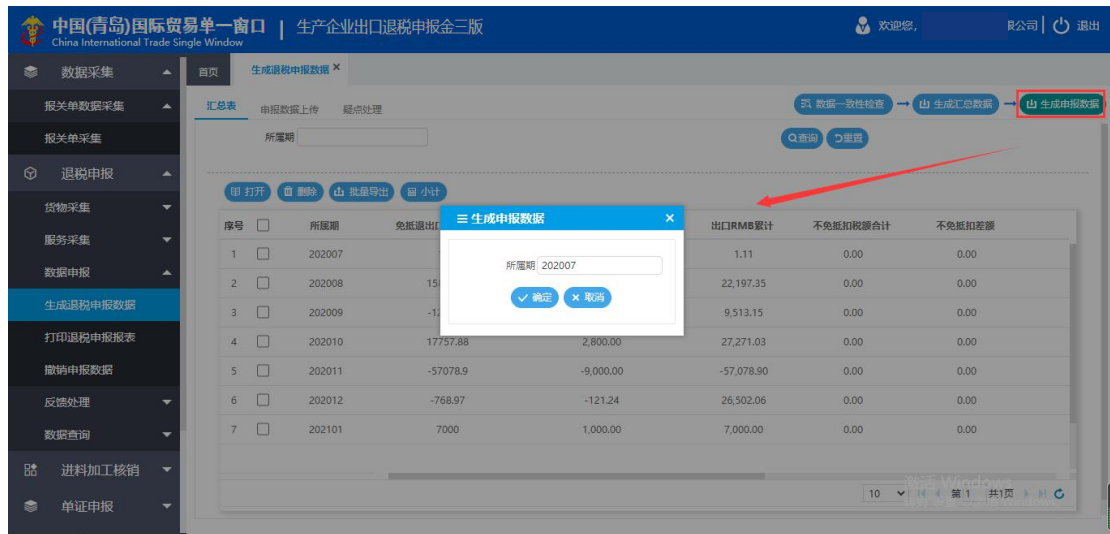 中国(青岛)国际贸易单一窗口 | 生产企业出口退税申报金三版
China International Trade Single Window
欢迎您,
限公司
退出
数据采集
报关单数据采集
报关单采集
退税申报
货物采集
服务采集
数据申报
生成退税申报数据
打印退税申报报表
撤销申报数据
反馈处理
数据查询
进料加工核销
单证申报
首页 生成退税申报数据 ×
汇总表 申报数据上传 疑点处理
数据一致性检查 → 生成汇总数据 → 生成申报数据
所属期
查询 重置
打开 删除 批量导出 小计
序号 所属期 免抵退出口 出口RMB累计 不免抵扣税额合计 不免抵扣差额
1 202007 1.11 0.00 0.00
2 202008 15 22,197.35 0.00 0.00
3 202009 -1 9,513.15 0.00 0.00
4 202010 17757.88 2,800.00 27,271.03 0.00 0.00
5 202011 -57078.9 -9,000.00 -57,078.90 0.00 0.00
6 202012 -768.97 -121.24 26,502.06 0.00 0.00
7 202101 7000 1,000.00 7,000.00 0.00 0.00
生成申报数据 ×
所属期 202007
确定 取消
激活 Windows
10 第 1 共1页